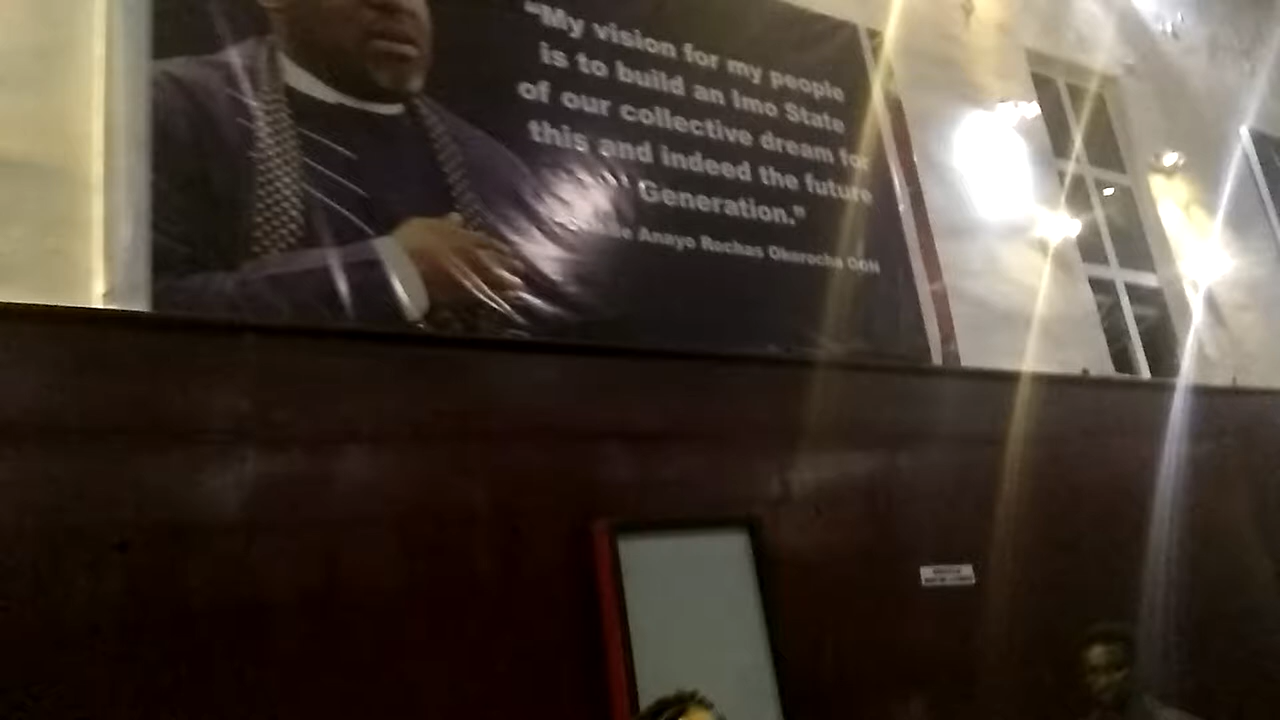 “My vision for my people
is to build an Imo State
of our collective dream for
this and indeed the future
Generation.”
Anayo Rochas Okorocha OON